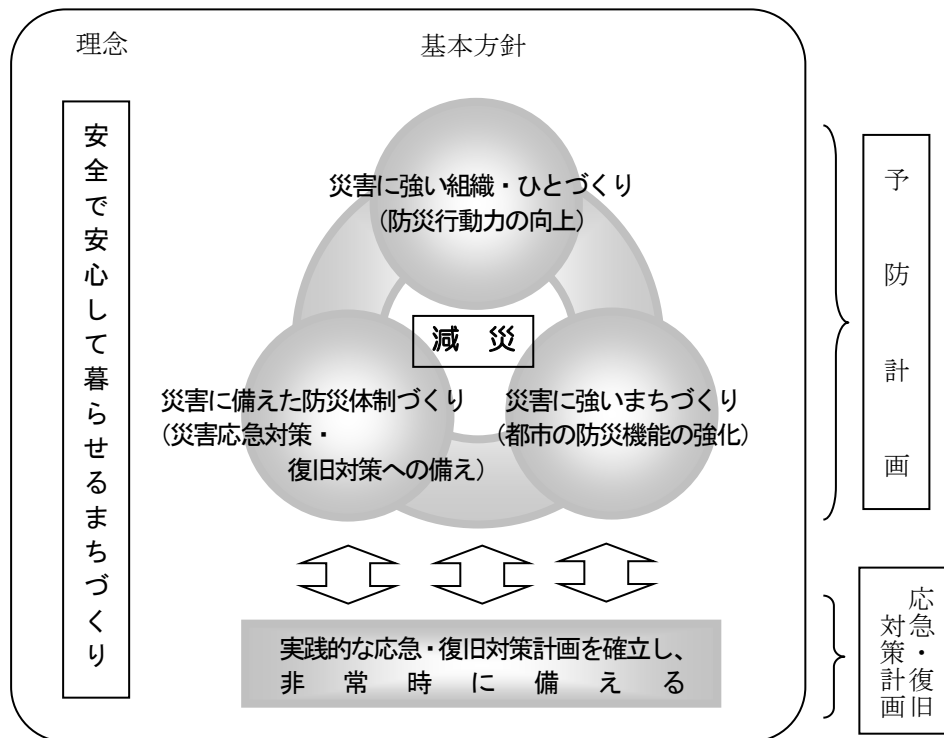 理念
基本方針
安全で安心して暮らせるまちづくり
災害に強い組織・ひとづくり
（防災行動力の向上）
減 災
災害に備えた防災体制づくり
（災害応急対策・
復旧対策への備え）
災害に強いまちづくり
（都市の防災機能の強化）
実践的な応急・復旧対策計画を確立し、
非常時に備える
予防計画
応急・復旧
対策計画